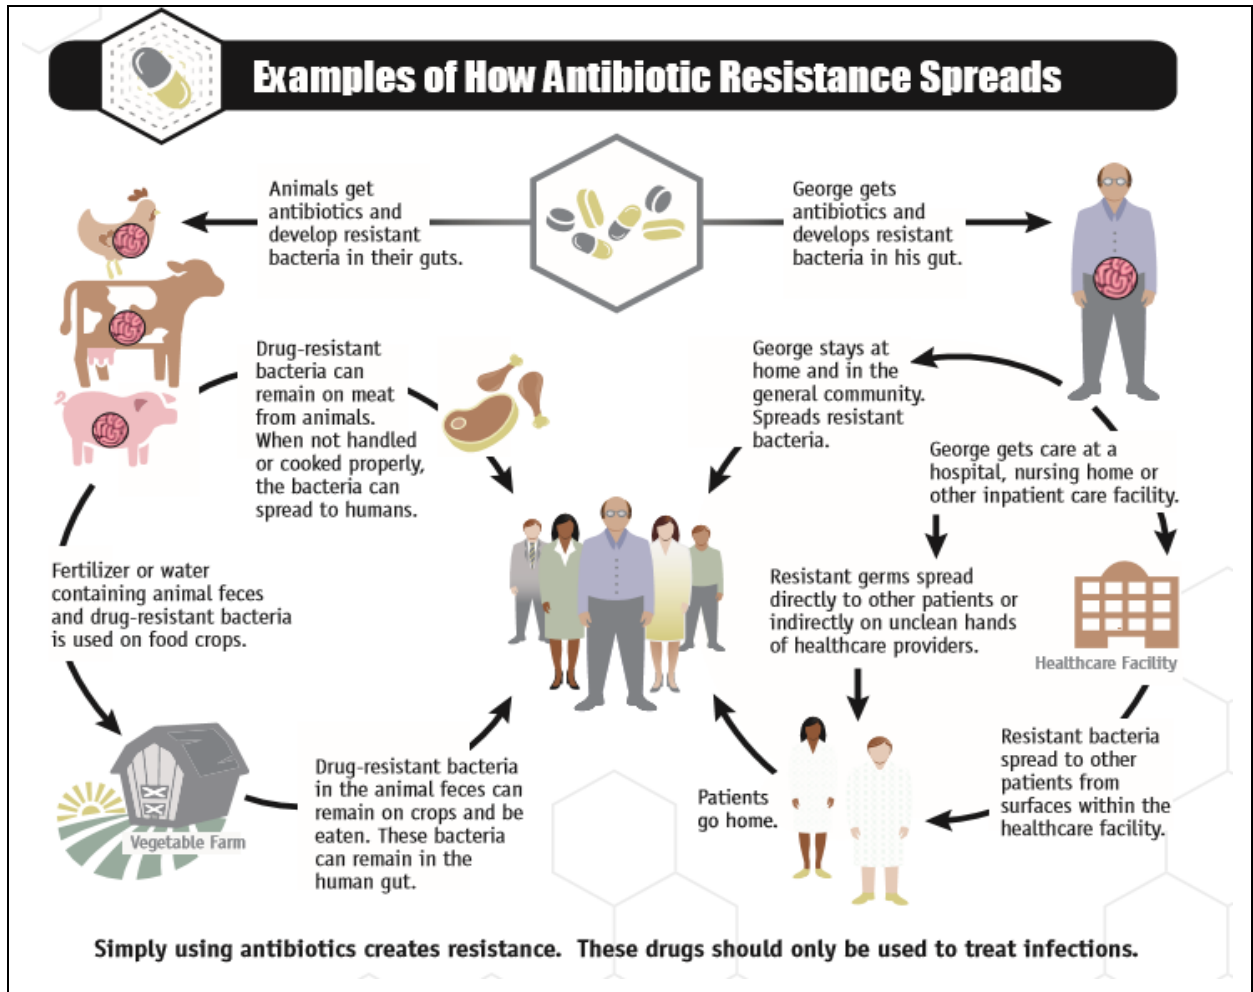 Examples of How Antibiotic Resistance Spreads
Animals get
antibiotics and
develop resistant
bacteria in their guts.
George gets
antibiotics and
develops resistant
bacteria in his gut.
Drug-resistant
bacteria can
remain on meat
from animals.
When not handled
or cooked properly,
the bacteria can
spread to humans.
George stays at
home and in the
general community.
Spreads resistant
bacteria.
George gets care at a
hospital, nursing home or
other inpatient care facility.
Fertilizer or water
containing animal feces
and drug-resistant bacteria
is used on food crops.
Resistant germs spread
directly to other patients or
indirectly on unclean hands
of healthcare providers.
Healthcare Facility
Vegetable Farm
Drug-resistant bacteria
in the animal feces can
remain on crops and be
eaten. These bacteria
can remain in the
human gut.
Patients
go home.
Resistant bacteria
spread to other
patients from
surfaces within the
healthcare facility.
Simply using antibiotics creates resistance. These drugs should only be used to treat infections.